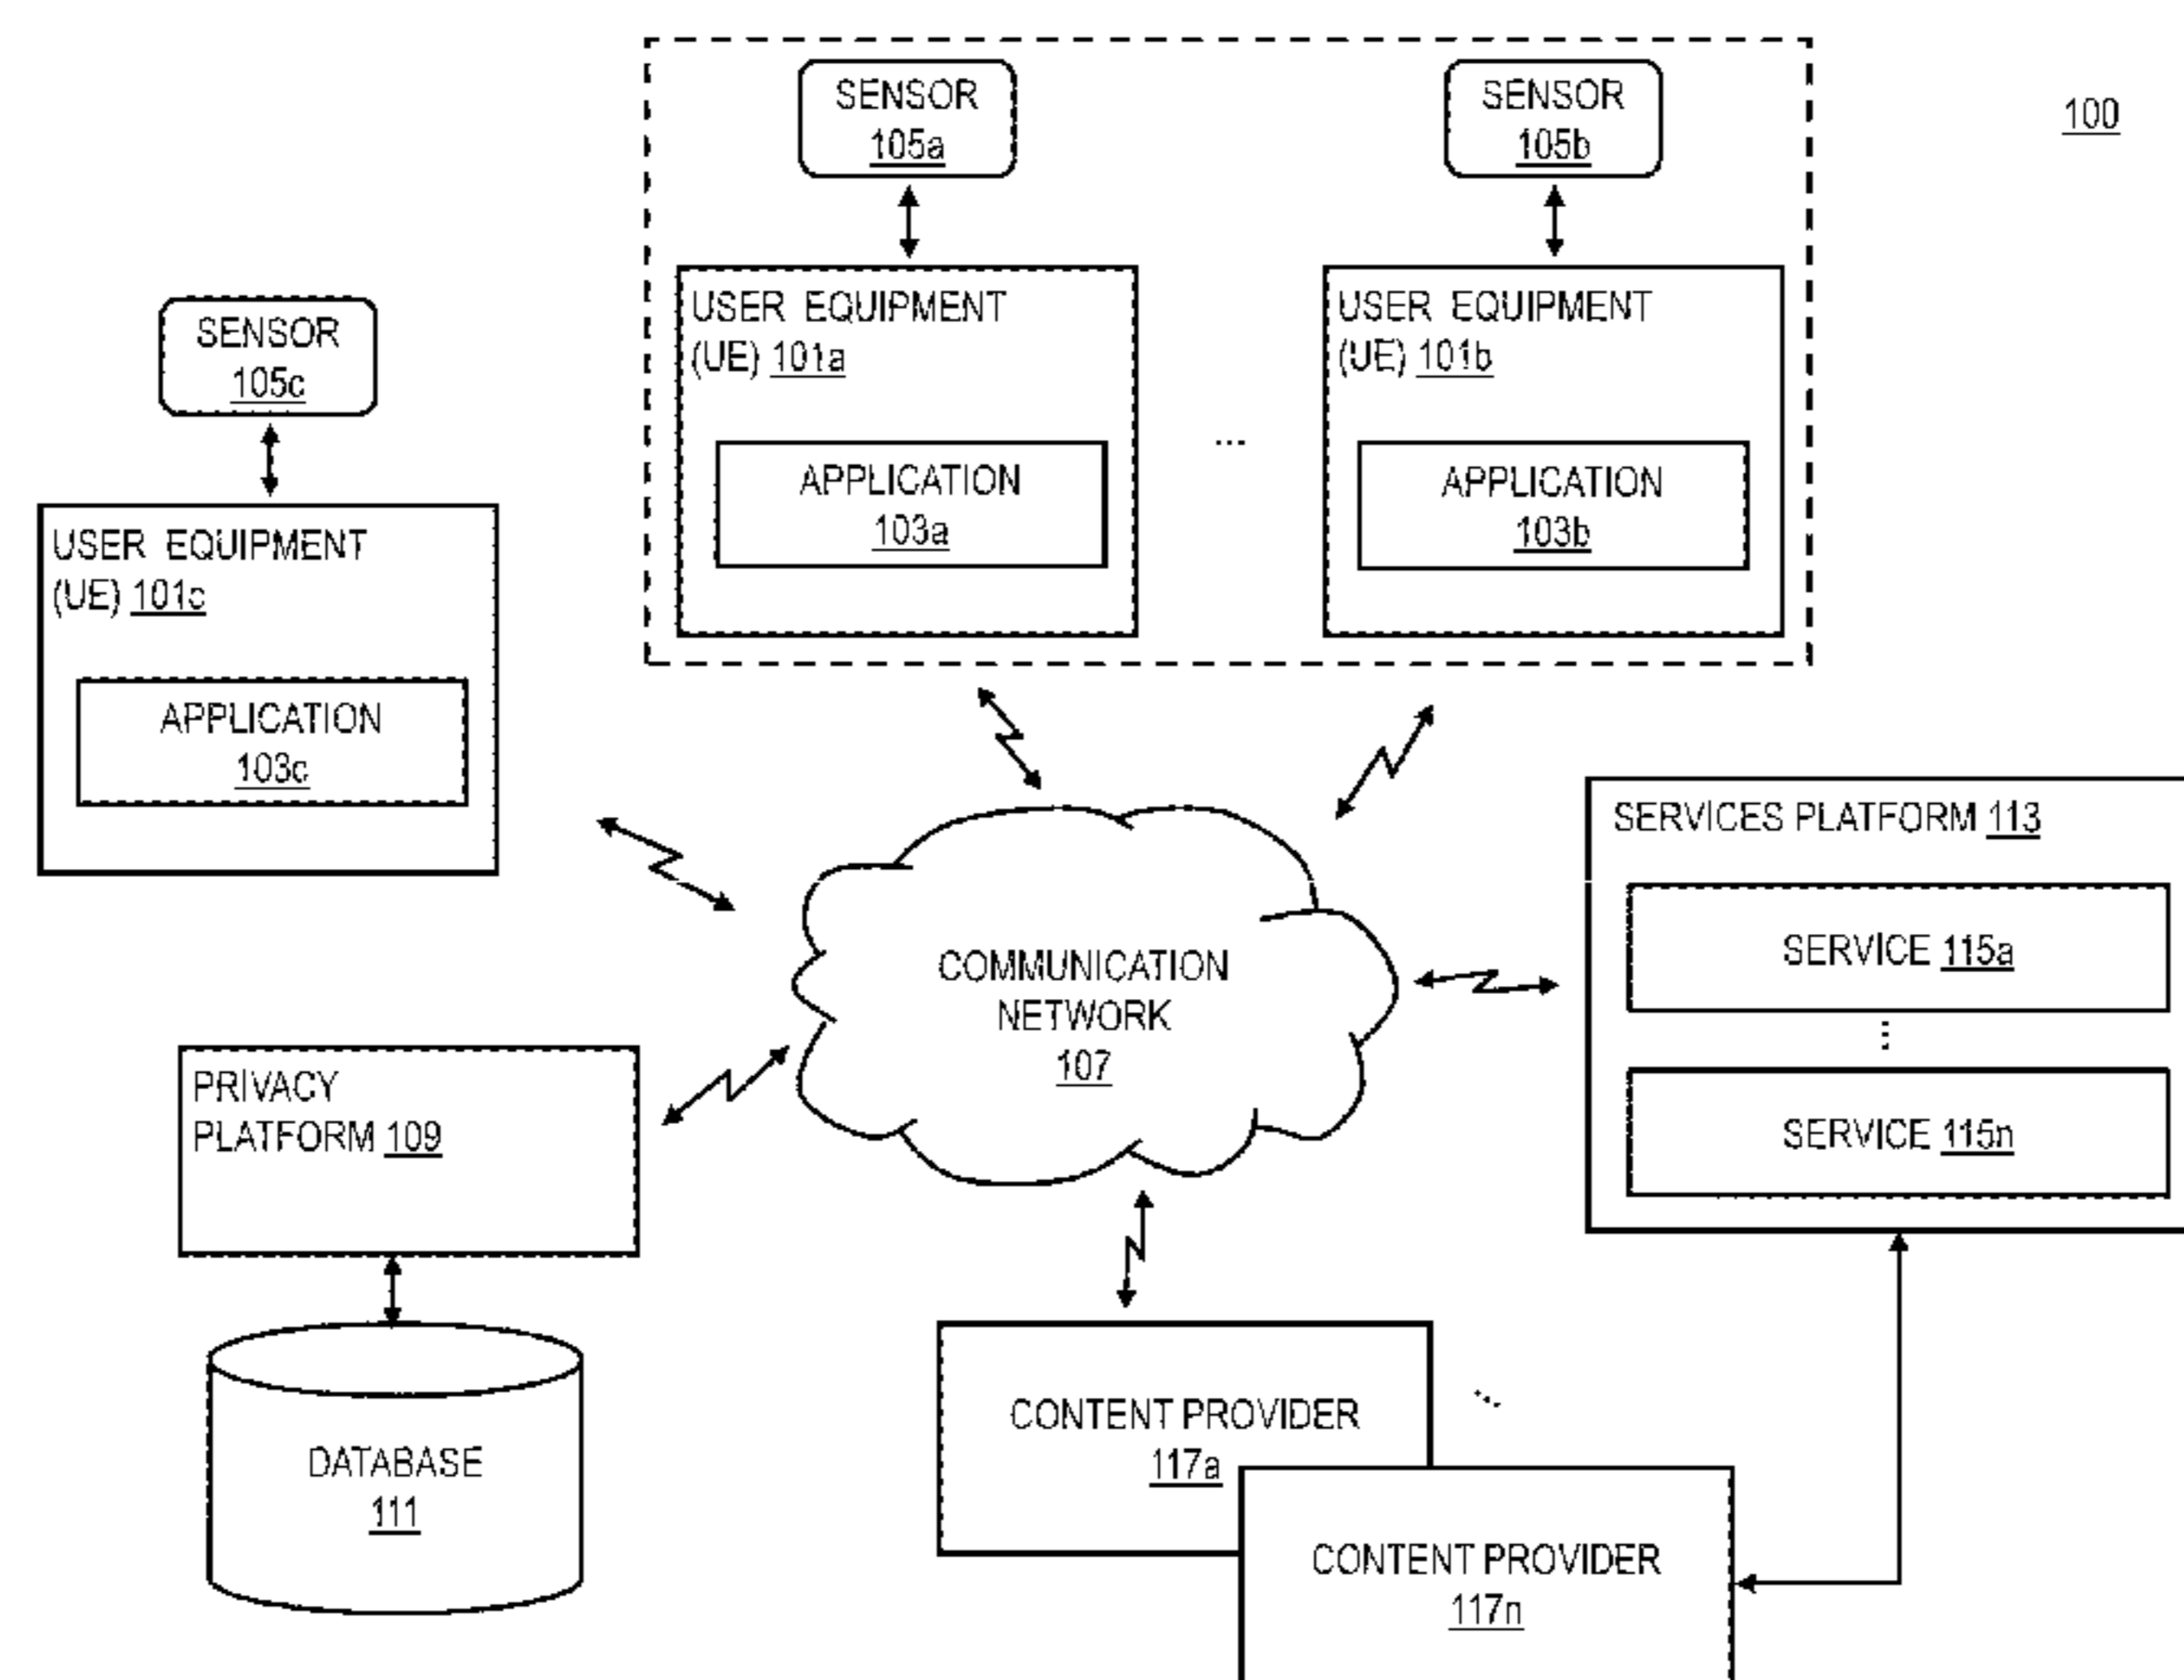 100
SENSOR
105a
SENSOR
105b
USER EQUIPMENT
(UE) 101a
APPLICATION
103a
...
USER EQUIPMENT
(UE) 101b
APPLICATION
103b
SENSOR
105c
USER EQUIPMENT
(UE) 101c
APPLICATION
103c
COMMUNICATION
NETWORK
107
SERVICES PLATFORM 113
SERVICE 115a
...
SERVICE 115n
PRIVACY
PLATFORM 109
DATABASE
111
CONTENT PROVIDER
117a
...
CONTENT PROVIDER
117n